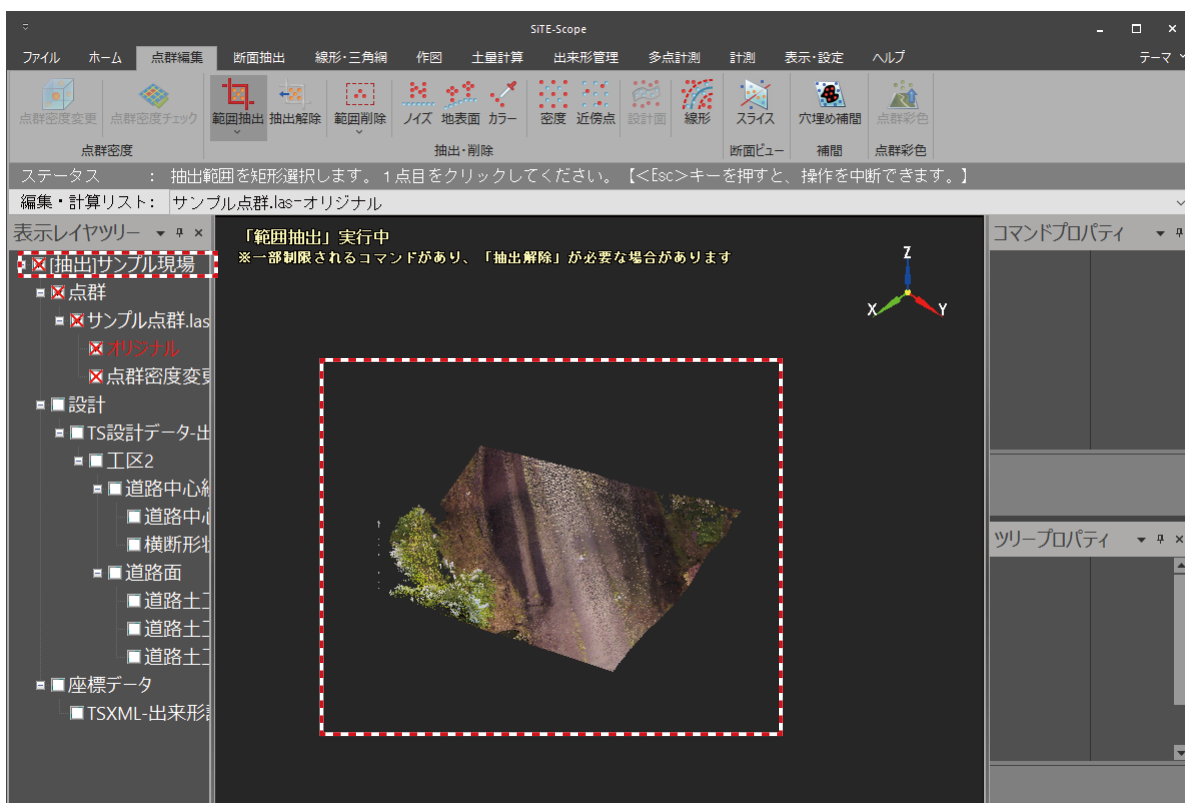 SiTE-Scope
ファイル ホーム 点群編集 断面抽出 線形・三角網 作図 土量計算 出来形管理 多点計測 計測 表示・設定 ヘルプ テーマ
点群密度変更 点群密度チェック 範囲抽出 抽出解除 範囲削除 ノイズ 地表面 カラー 密度 近傍点 設計面 線形 スライス 穴埋め補間 点群彩色
点群密度 抽出・削除 断面ビュー 補間 点群彩色
ステータス : 抽出範囲を矩形選択します。1点目をクリックしてください。【<Esc>キーを押すと、操作を中断できます。】
編集・計算リスト: サンプル点群.las-オリジナル
表示レイヤツリー
[抽出]サンプル現場
点群
サンプル点群.las
オリジナル
点群密度変更
設計
TS設計データ-出
工区2
道路中心線
道路中心
横断形状
道路面
道路土工
道路土工
道路土工
座標データ
TSXML-出来形
「範囲抽出」実行中
※一部制限されるコマンドがあり、「抽出解除」が必要な場合があります
Z
X
Y
コマンドプロパティ
ツリープロパティ